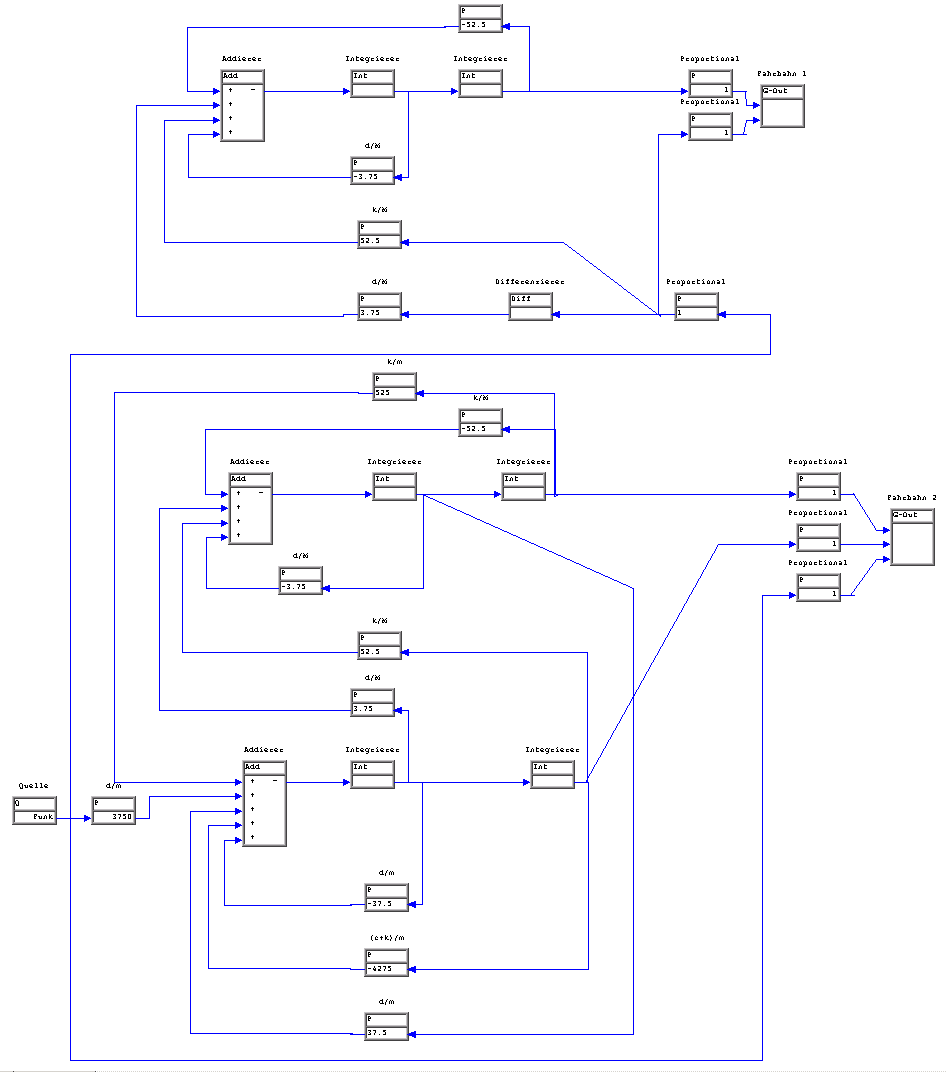 P
-52.5
Addierer Integrierer Integrierer Proportional Fahrbahn 1
Add - Int Int P G-Out
+ 1
+ Proportional
+ P
+ 1
d/M
P
-3.75
k/M
P
52.5
d/M Differenzierer Proportional
P Diff P
3.75 1
k/m
P
525 k/M
P
-52.5
Addierer Integrierer Integrierer Proportional
Add - Int Int P
+ 1 Fahrbahn 2
+ Proportional G-Out
+ P
+ 1
d/M Proportional
P P
-3.75 1
k/M
P
52.5
d/M
P
3.75
Addierer Integrierer Integrierer
Add - Int Int
+
Quelle d/m +
Q P +
Funk 3750 +
+
d/m
P
-37.5
(c+k)/m
P
-4275
d/m
P
37.5